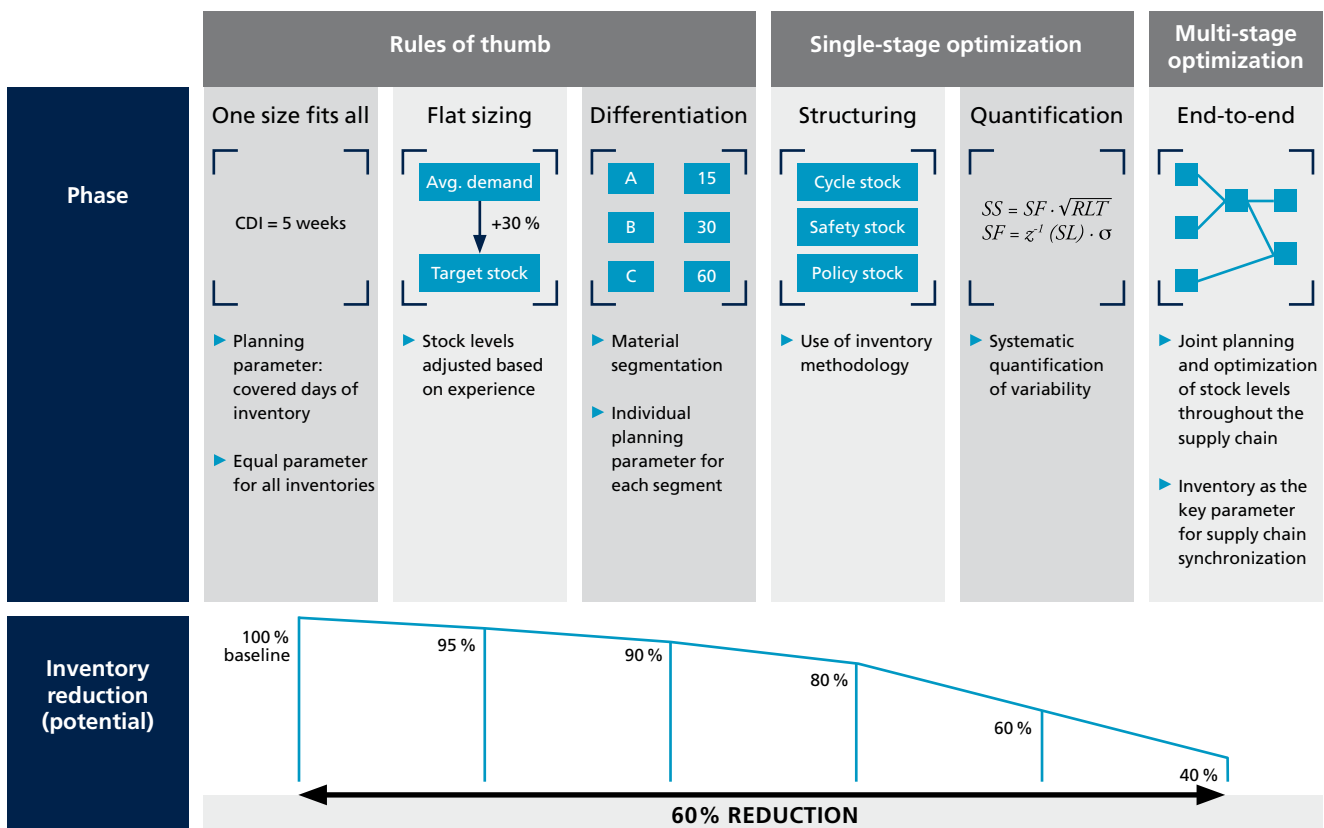 Rules of thumb
Single-stage optimization
Multi-stage
optimization
Phase
One size fits all
CDI = 5 weeks
► Planning
parameter:
covered days of
inventory
► Equal parameter
for all inventories
Flat sizing
Avg. demand
+30 %
Target stock
► Stock levels
adjusted based
on experience
Differentiation
A 15
B 30
C 60
► Material
segmentation
► Individual
planning
parameter for
each segment
Structuring
Cycle stock
Safety stock
Policy stock
► Use of inventory
methodology
Quantification
SS = SF · √RLT
SF = z⁻¹ (SL) · σ
► Systematic
quantification
of variability
End-to-end
► Joint planning
and optimization
of stock levels
throughout the
supply chain
► Inventory as the
key parameter
for supply chain
synchronization
Inventory
reduction
(potential)
100 %
baseline
95 %
90 %
80 %
60 %
40 %
60 % REDUCTION